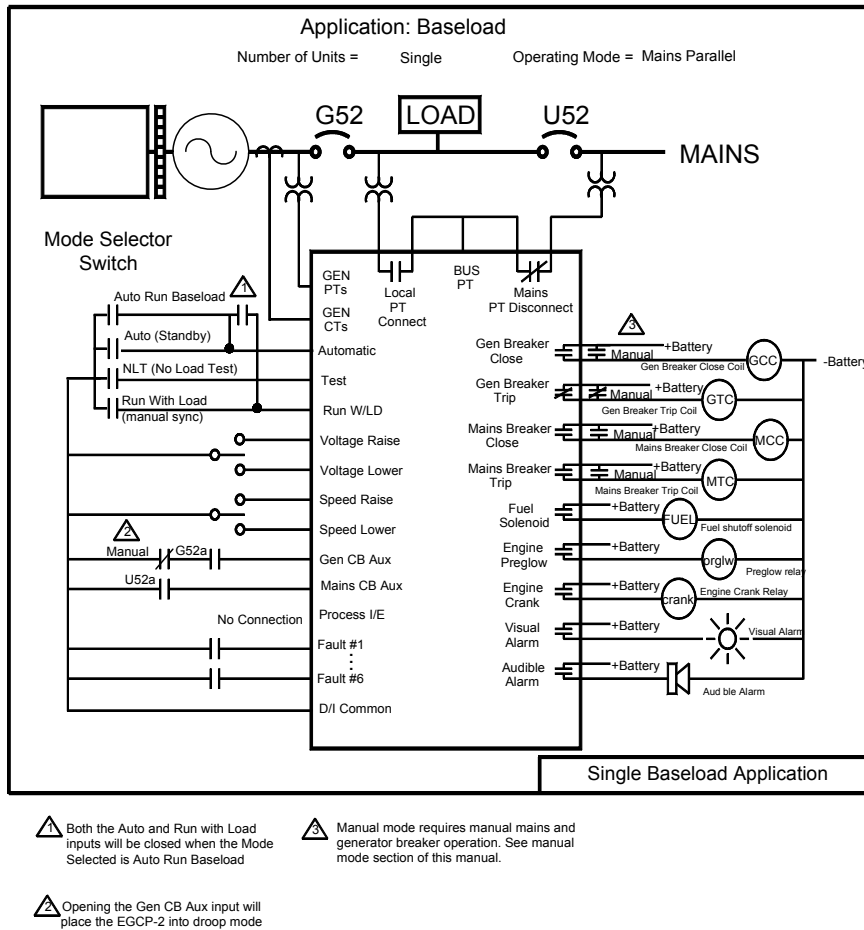 Application: Baseload
Number of Units = Single Operating Mode = Mains Parallel
G52
LOAD
U52
MAINS
Mode Selector
Switch
Auto Run Baseload
1
Auto (Standby)
NLT (No Load Test)
Run With Load
(manual sync)
2
Manual
G52a
U52a
No Connection
GEN
PTs
GEN
CTs
Local
PT
Connect
BUS
PT
Mains
PT Disconnect
Automatic
Test
Run W/LD
Voltage Raise
Voltage Lower
Speed Raise
Speed Lower
Gen CB Aux
Mains CB Aux
Process I/E
Fault #1
Fault #6
D/I Common
3
Gen Breaker
Close
+Battery
Manual
Gen Breaker Close Coil
GCC
-Battery
Gen Breaker
Trip
+Battery
Manual
Gen Breaker Trip Coil
GTC
Mains Breaker
Close
+Battery
Manual
Mains Breaker Close Coil
MCC
Mains Breaker
Trip
+Battery
Manual
Mains Breaker Trip Coil
MTC
Fuel
Solenoid
+Battery
FUEL
Fuel shutoff solenoid
Engine
Preglow
+Battery
prglw
Preglow relay
Engine
Crank
+Battery
crank
Engine Crank Relay
Visual
Alarm
+Battery
Visual Alarm
Audible
Alarm
+Battery
Aud ble Alarm
Single Baseload Application
1 Both the Auto and Run with Load
inputs will be closed when the Mode
Selected is Auto Run Baseload
3 Manual mode requires manual mains and
generator breaker operation. See manual
mode section of this manual.
2 Opening the Gen CB Aux input will
place the EGCP-2 into droop mode